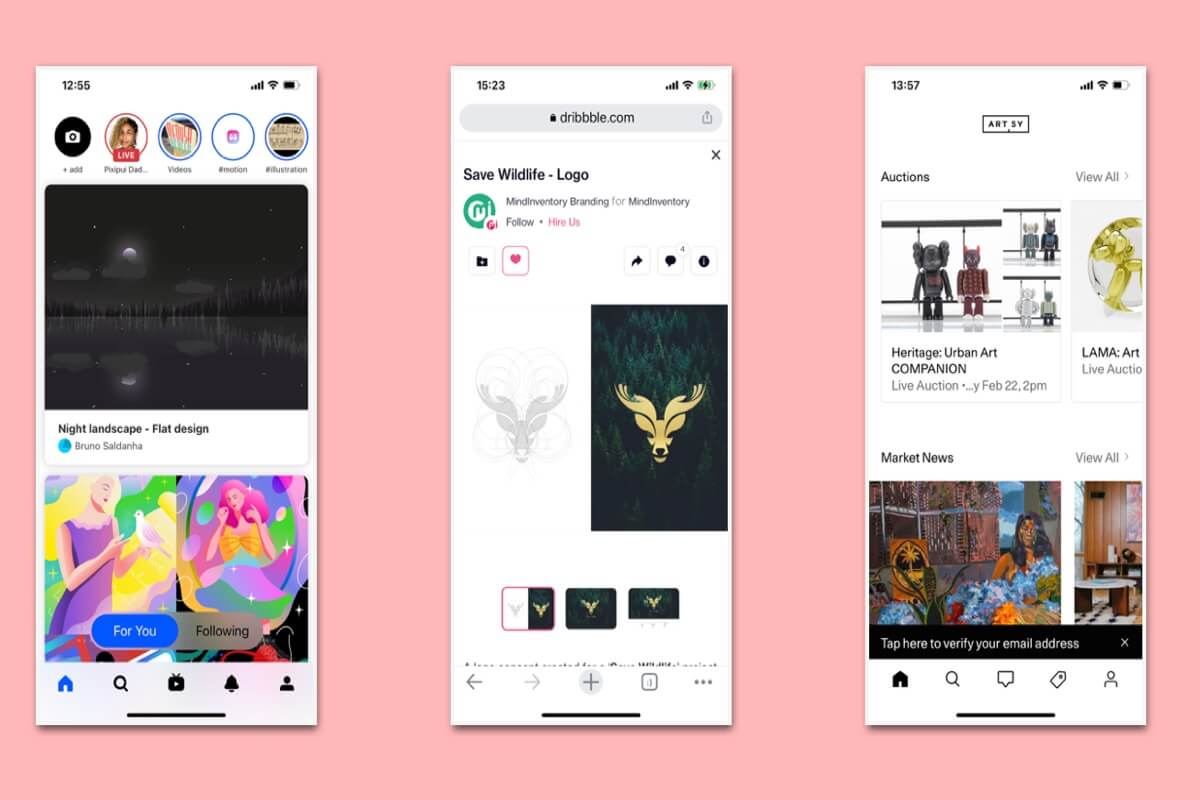 12:55
LIVE
+ add
Pixipui Dad...
Videos
#motion
#illustration
Night landscape - Flat design
Bruno Saldanha
For You
Following
15:23
dribbble.com
Save Wildlife - Logo
MindInventory Branding for MindInventory
Follow • Hire Us
4
:)
13:57
ARTSY
Auctions
View All
Heritage: Urban Art
COMPANION
Live Auction •...y Feb 22, 2pm
LAMA: Art
Live Auctio
Market News
View All
Tap here to verify your email address